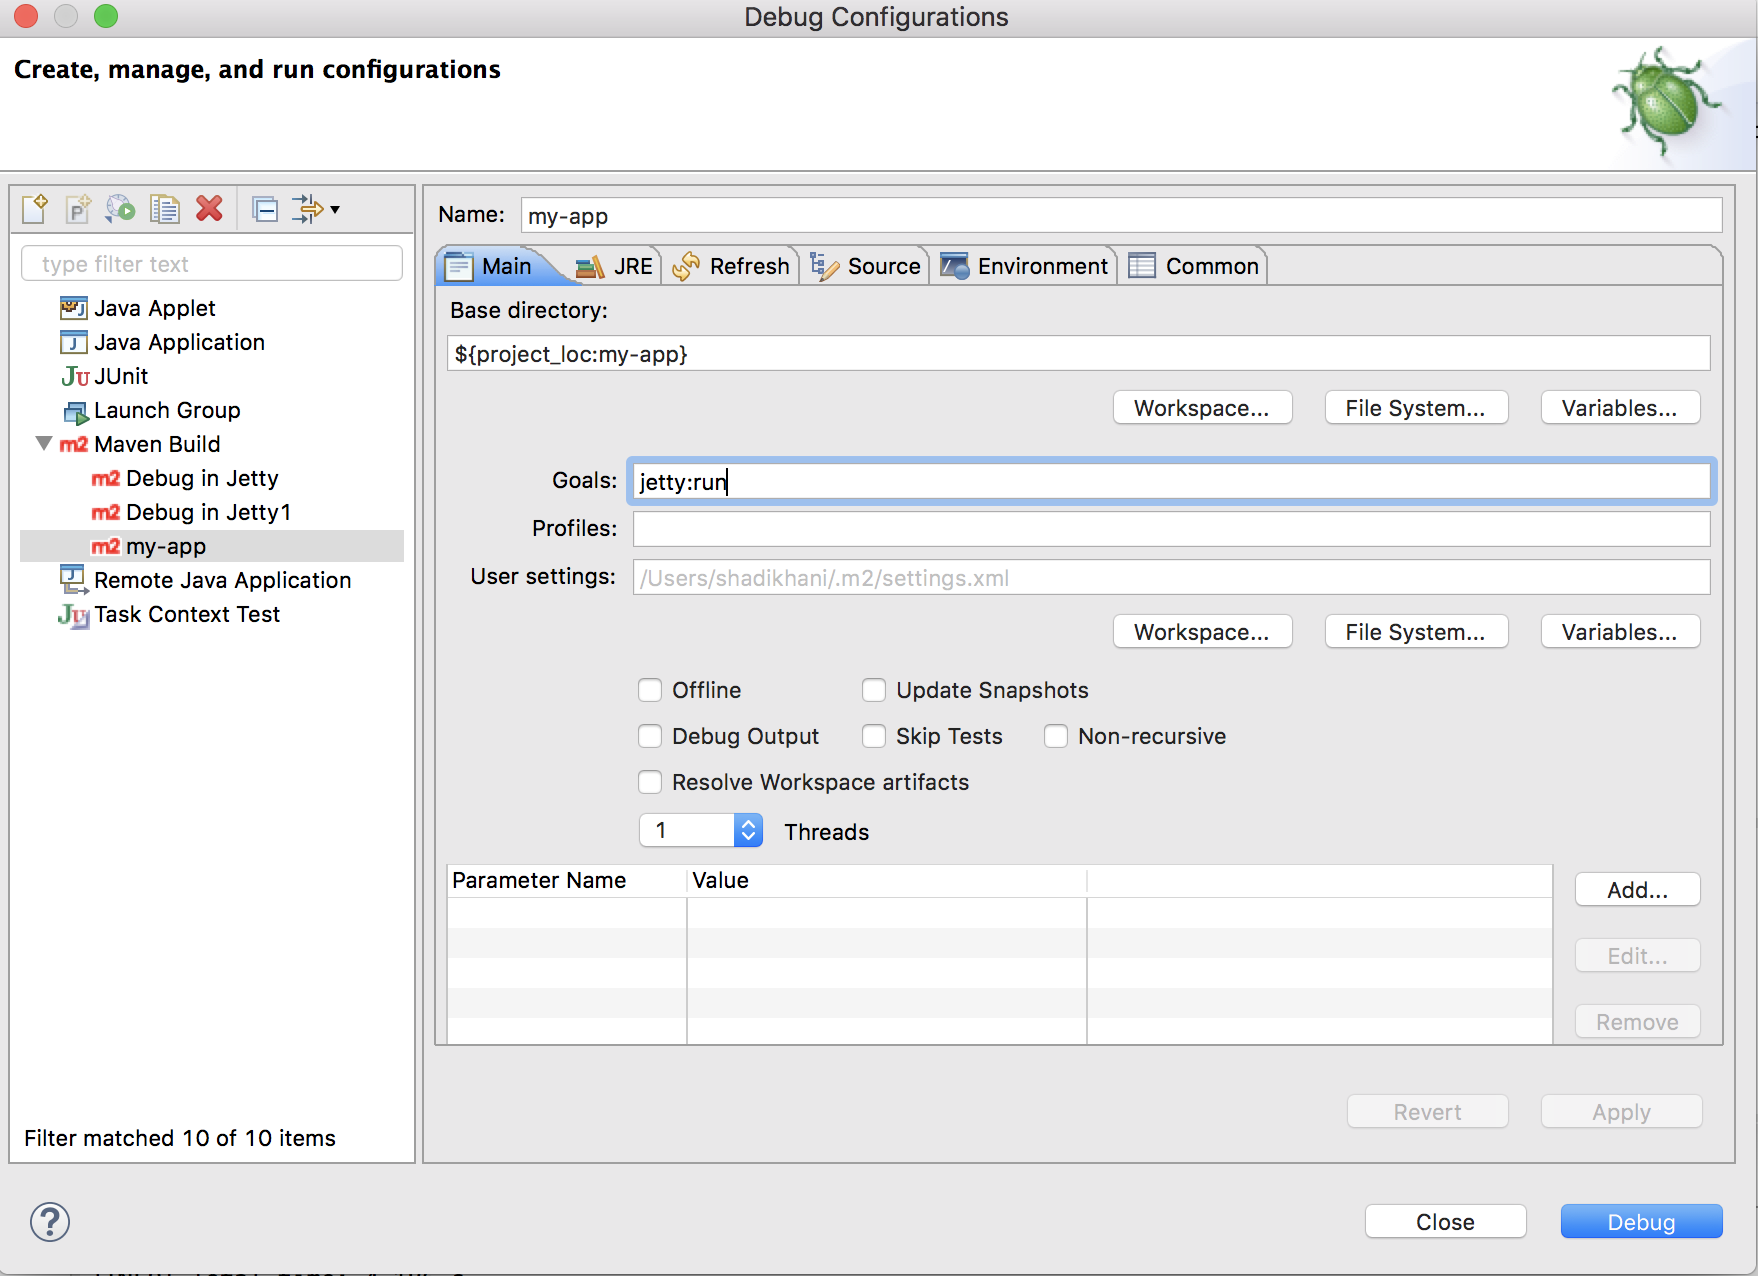 Debug Configurations
Create, manage, and run configurations
type filter text
Java Applet
Java Application
JUnit
Launch Group
Maven Build
Debug in Jetty
Debug in Jetty1
my-app
Remote Java Application
Task Context Test
Filter matched 10 of 10 items
Name: my-app
Main JRE Refresh Source Environment Common
Base directory:
${project_loc:my-app}
Workspace... File System... Variables...
Goals: jetty:run
Profiles:
User settings: /Users/shadikhani/.m2/settings.xml
Workspace... File System... Variables...
Offline Update Snapshots
Debug Output Skip Tests Non-recursive
Resolve Workspace artifacts
1 Threads
Parameter Name Value
Add...
Edit...
Remove
Revert Apply
Close Debug